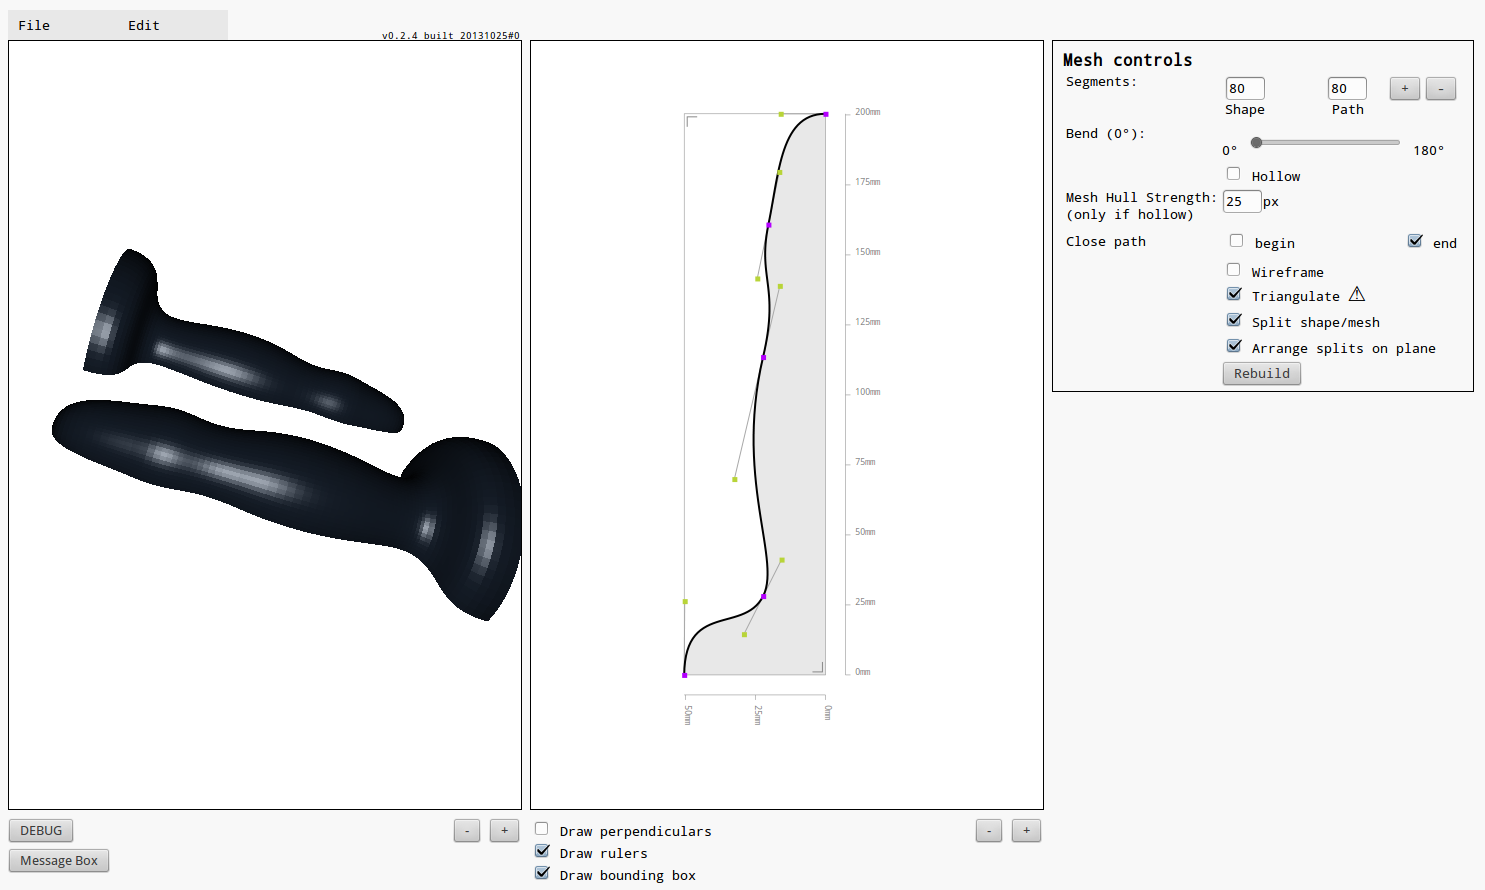 File Edit
v0.2.4 built 20131025#0
200mm
175mm
150mm
125mm
100mm
75mm
50mm
25mm
0mm
50mm 25mm 0mm
Mesh controls
Segments: 80 80 + -
Shape Path
Bend (0°): 0° 180°
Hollow
Mesh Hull Strength: 25 px
(only if hollow)
Close path begin end
Wireframe
Triangulate ⚠
Split shape/mesh
Arrange splits on plane
Rebuild
DEBUG - +
Message Box
Draw perpendiculars - +
Draw rulers
Draw bounding box